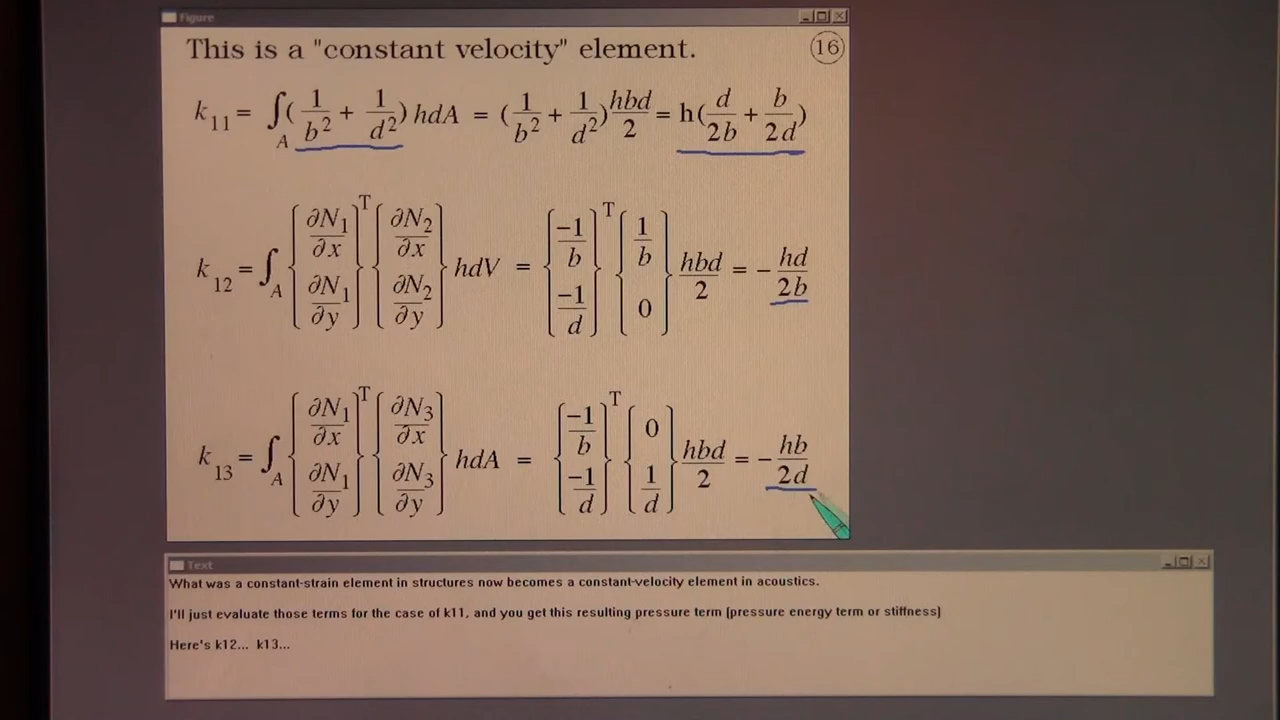 Figure
This is a "constant velocity" element.
16
k₁₁ = ∫_A (1/b² + 1/d²) hdA = (1/b² + 1/d²) hbd/2 = h(d/2b + b/2d)
k₁₂ = ∫_A {∂N₁/∂x ∂N₁/∂y}ᵀ {∂N₂/∂x ∂N₂/∂y} hdV = {-1/b -1/d}ᵀ {1/b 0} hbd/2 = - hd/2b
k₁₃ = ∫_A {∂N₁/∂x ∂N₁/∂y}ᵀ {∂N₃/∂x ∂N₃/∂y} hdA = {-1/b -1/d}ᵀ {0 1/d} hbd/2 = - hb/2d
Text
What was a constant-strain element in structures now becomes a constant-velocity element in acoustics.
I'll just evaluate those terms for the case of k11, and you get this resulting pressure term (pressure energy term or stiffness)
Here's k12... k13...